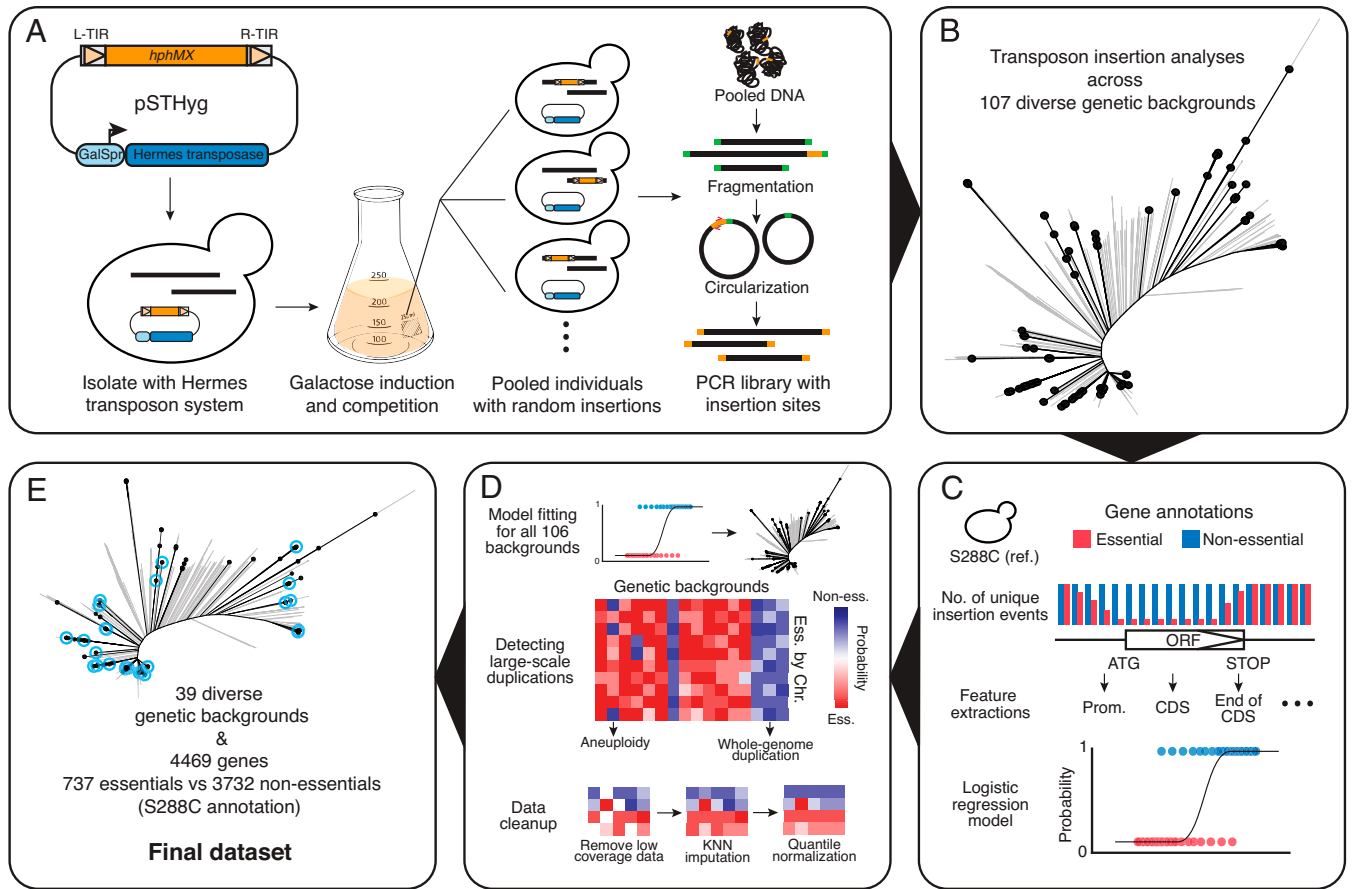 A
L-TIR
R-TIR
hphMX
pSTHyg
GalSpr
Hermes transposase
Isolate with Hermes
transposon system
250
200
150
100
250 ml
Galactose induction
and competition
Pooled individuals
with random insertions
Pooled DNA
Fragmentation
Circularization
PCR library with
insertion sites
B
Transposon insertion analyses
across
107 diverse genetic backgrounds
E
39 diverse
genetic backgrounds
&
4469 genes
737 essentials vs 3732 non-essentials
(S288C annotation)
Final dataset
D
Model fitting
for all 106
backgrounds
1
0
Genetic backgrounds
Detecting
large-scale
duplications
Ess. by Chr.
Non-ess.
Probability
Ess.
Aneuploidy
Whole-genome
duplication
Data
cleanup
Remove low
coverage data
KNN
imputation
Quantile
normalization
C
S288C (ref.)
Gene annotations
Essential
Non-essential
No. of unique
insertion events
ORF
ATG
STOP
Feature
extractions
Prom.
CDS
End of
CDS
Logistic
regression
model
Probability
1
0